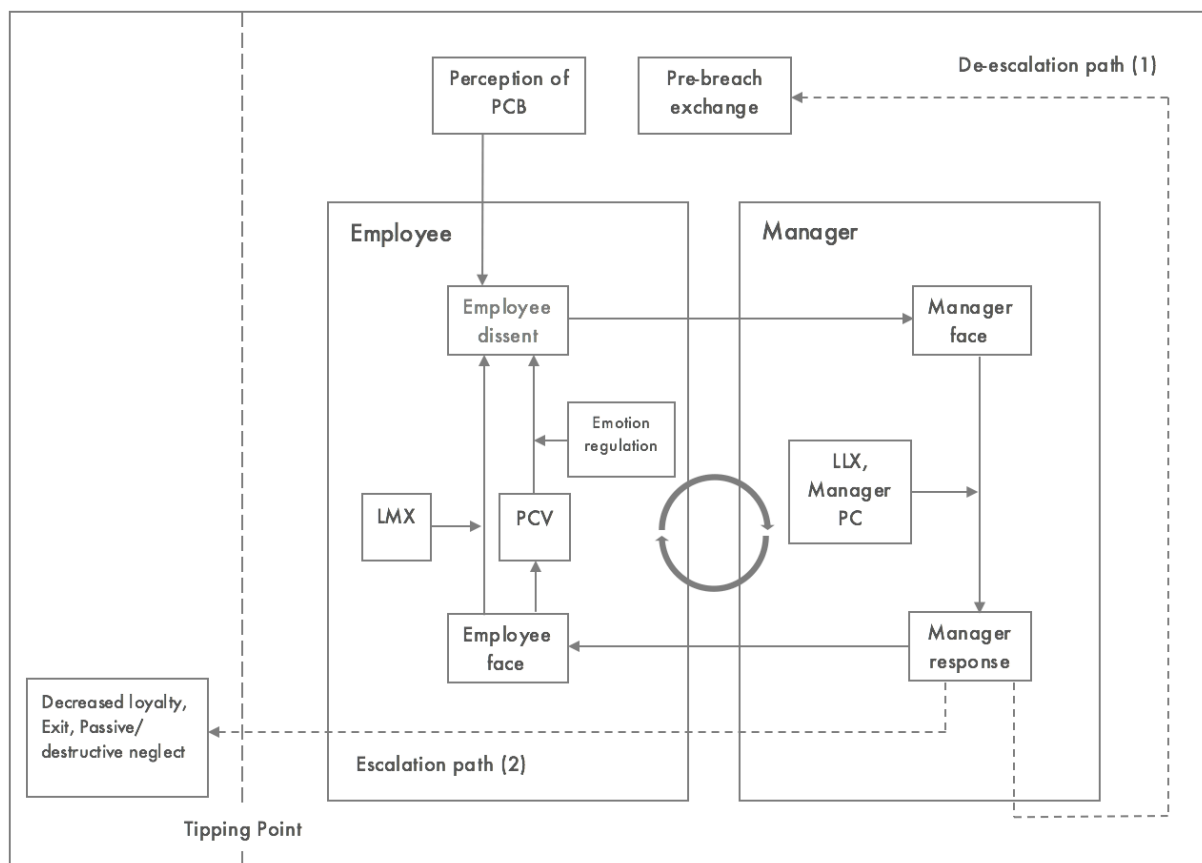 De-escalation path (1)
Perception of
PCB
Pre-breach
exchange
Employee
Manager
Employee
dissent
Manager
face
Emotion
regulation
LLX,
Manager
PC
LMX
PCV
Employee
face
Manager
response
Decreased loyalty,
Exit, Passive/
destructive neglect
Escalation path (2)
Tipping Point